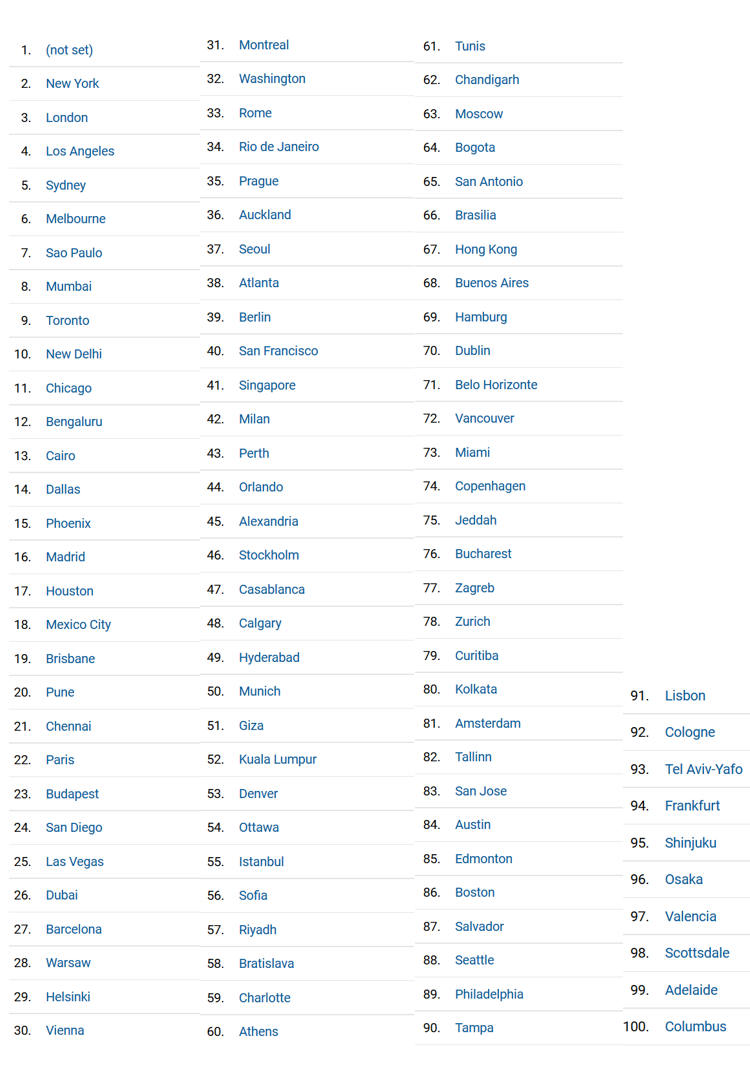 1. (not set)
2. New York
3. London
4. Los Angeles
5. Sydney
6. Melbourne
7. Sao Paulo
8. Mumbai
9. Toronto
10. New Delhi
11. Chicago
12. Bengaluru
13. Cairo
14. Dallas
15. Phoenix
16. Madrid
17. Houston
18. Mexico City
19. Brisbane
20. Pune
21. Chennai
22. Paris
23. Budapest
24. San Diego
25. Las Vegas
26. Dubai
27. Barcelona
28. Warsaw
29. Helsinki
30. Vienna
31. Montreal
32. Washington
33. Rome
34. Rio de Janeiro
35. Prague
36. Auckland
37. Seoul
38. Atlanta
39. Berlin
40. San Francisco
41. Singapore
42. Milan
43. Perth
44. Orlando
45. Alexandria
46. Stockholm
47. Casablanca
48. Calgary
49. Hyderabad
50. Munich
51. Giza
52. Kuala Lumpur
53. Denver
54. Ottawa
55. Istanbul
56. Sofia
57. Riyadh
58. Bratislava
59. Charlotte
60. Athens
61. Tunis
62. Chandigarh
63. Moscow
64. Bogota
65. San Antonio
66. Brasilia
67. Hong Kong
68. Buenos Aires
69. Hamburg
70. Dublin
71. Belo Horizonte
72. Vancouver
73. Miami
74. Copenhagen
75. Jeddah
76. Bucharest
77. Zagreb
78. Zurich
79. Curitiba
80. Kolkata
81. Amsterdam
82. Tallinn
83. San Jose
84. Austin
85. Edmonton
86. Boston
87. Salvador
88. Seattle
89. Philadelphia
90. Tampa
91. Lisbon
92. Cologne
93. Tel Aviv-Yafo
94. Frankfurt
95. Shinjuku
96. Osaka
97. Valencia
98. Scottsdale
99. Adelaide
100. Columbus